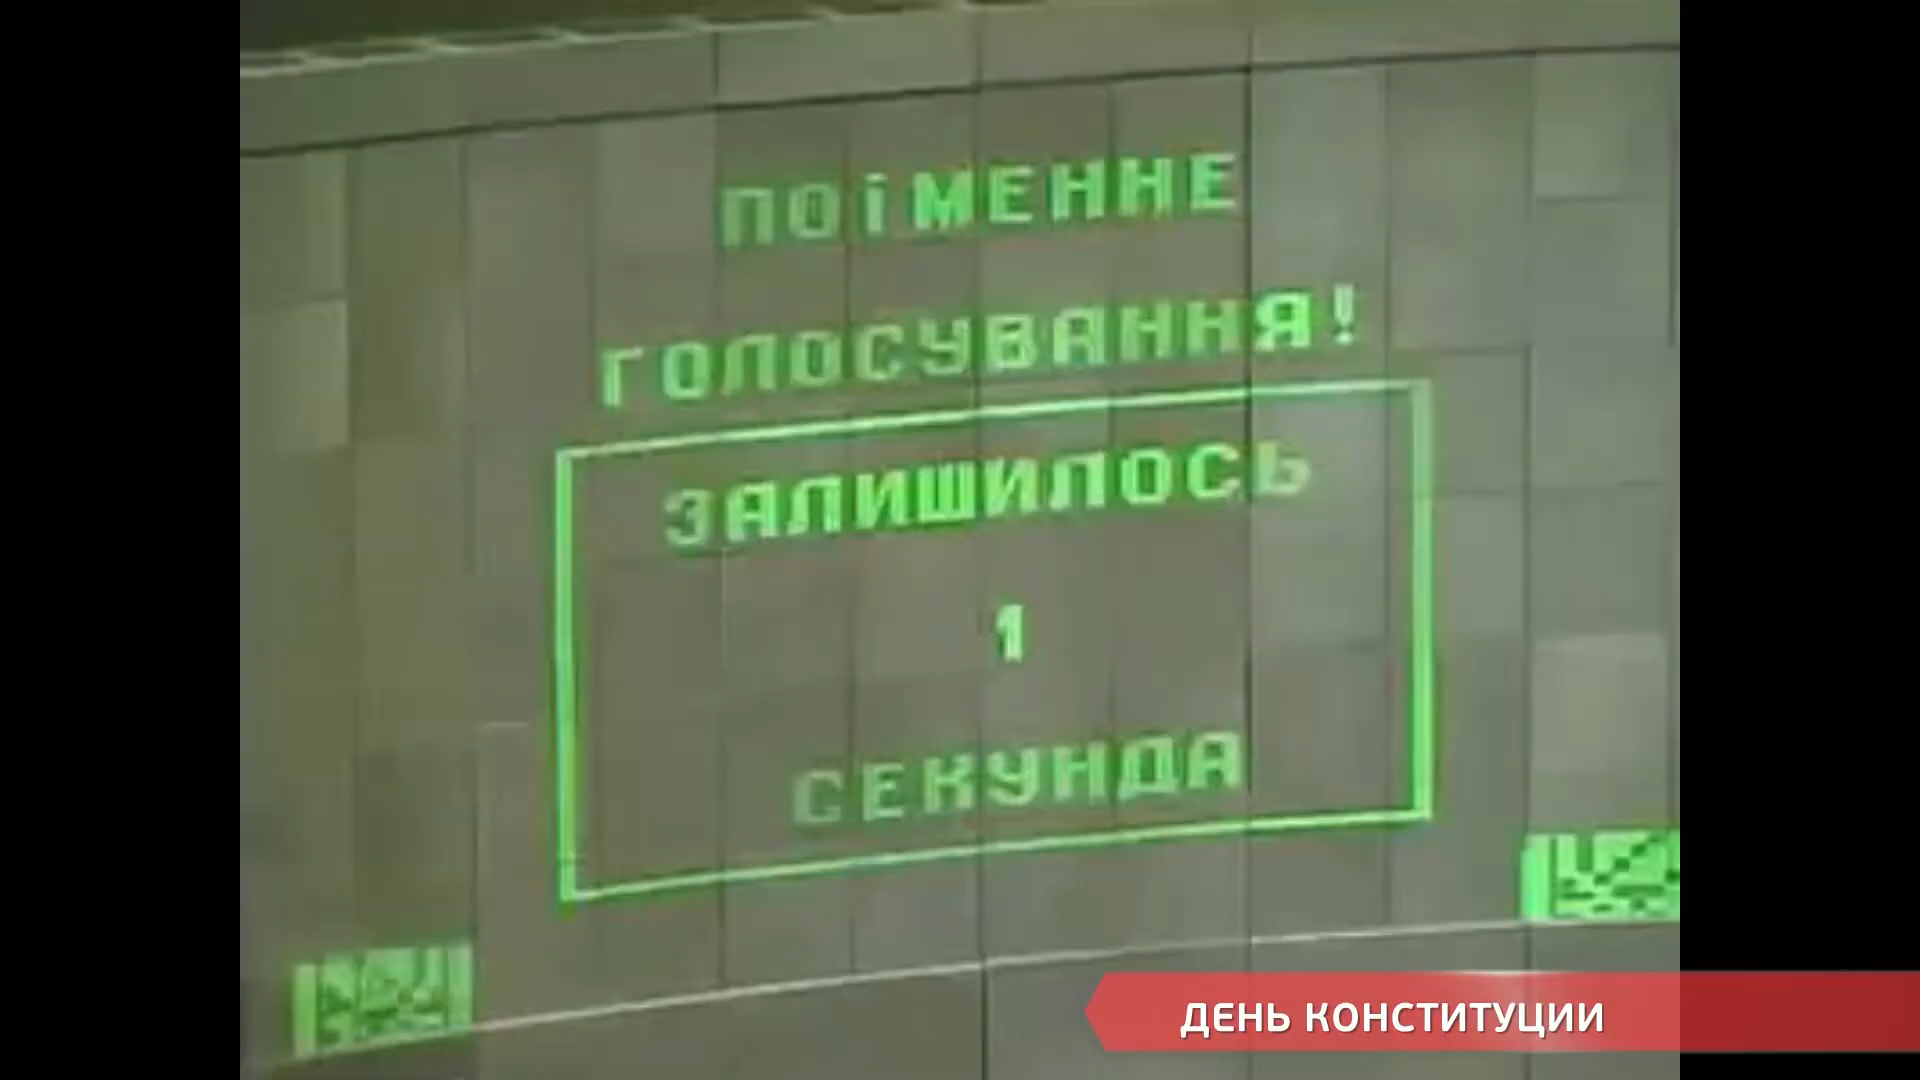 ПОіМЕННЕ
ГОЛОСУВАННЯ!
ЗАЛИШИЛОСЬ
1
СЕКУНДА
ДЕНЬ КОНСТИТУЦИИ